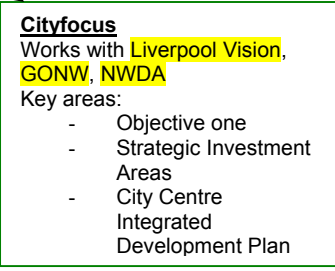 Cityfocus
Works with Liverpool Vision,
GONW, NWDA
Key areas:
- Objective one
- Strategic Investment
Areas
- City Centre
Integrated
Development Plan